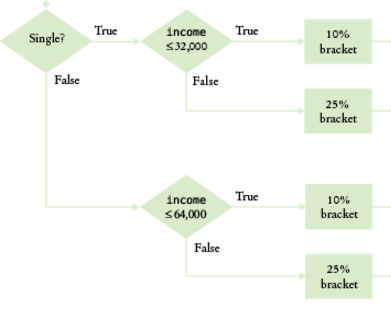 Single?
True
income
≤ 32,000
True
10%
bracket
False
False
25%
bracket
income
≤ 64,000
True
10%
bracket
False
25%
bracket